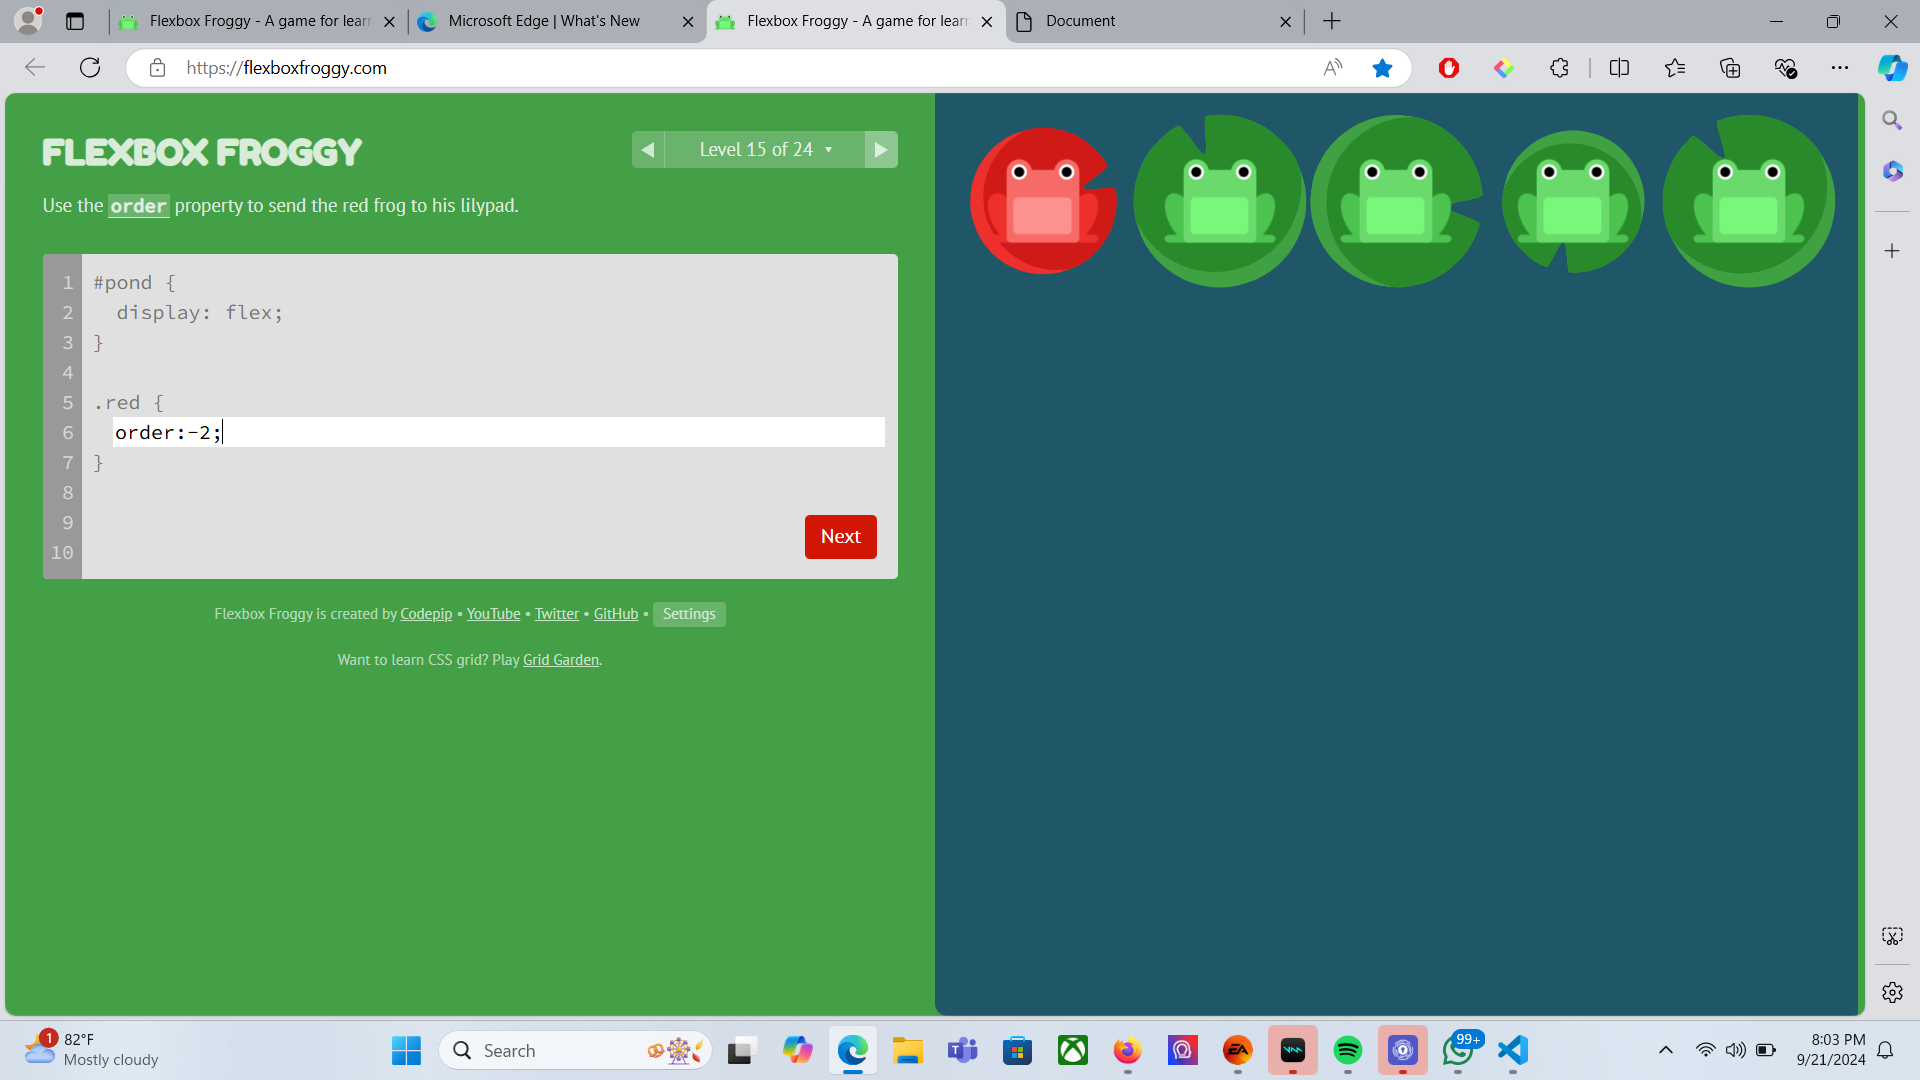 Flexbox Froggy - A game for learn
Microsoft Edge | What's New
Flexbox Froggy - A game for learn
Document
https://flexboxfroggy.com
FLEXBOX FROGGY
Level 15 of 24
Use the order property to send the red frog to his lilypad.
1 #pond {
2 display: flex;
3 }
4
5 .red {
6 order:-2;
7 }
8
9
10
Next
Flexbox Froggy is created by Codepip • YouTube • Twitter • GitHub • Settings
Want to learn CSS grid? Play Grid Garden.
1
82°F
Mostly cloudy
Search
99+
8:03 PM
9/21/2024